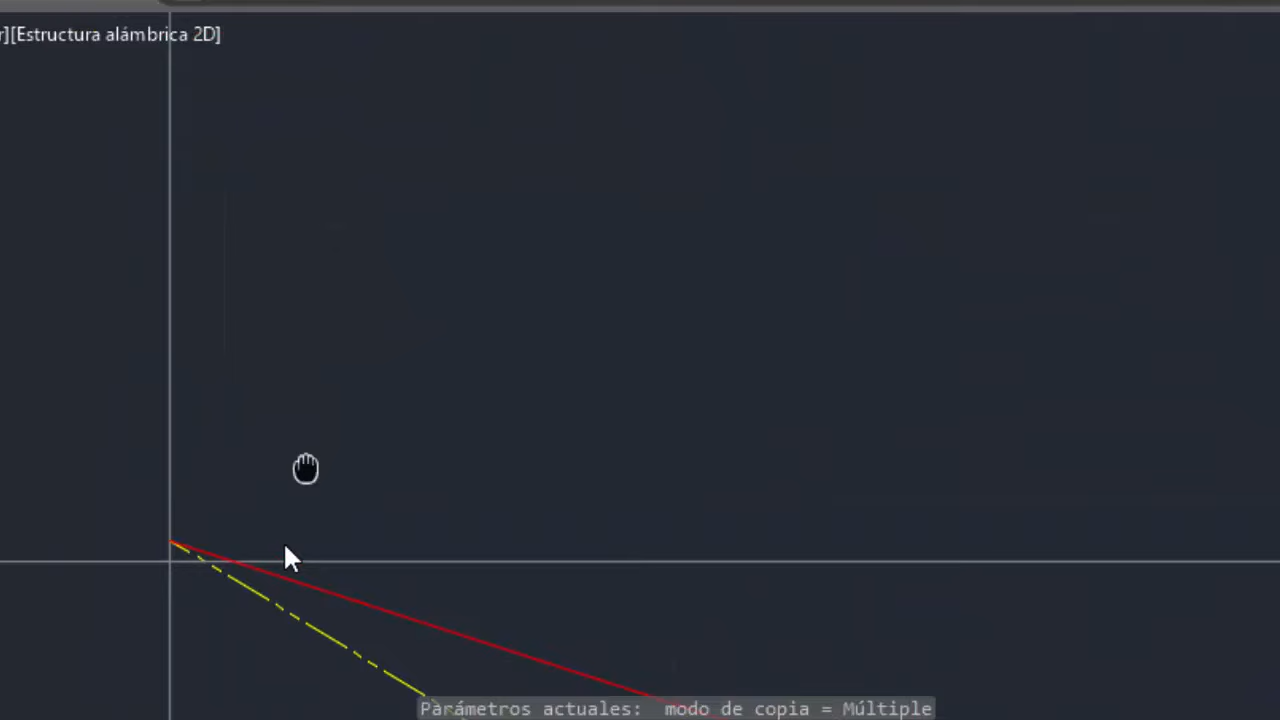 ][Estructura alámbrica 2D]
Parámetros actuales: modo de copia = Múltiple